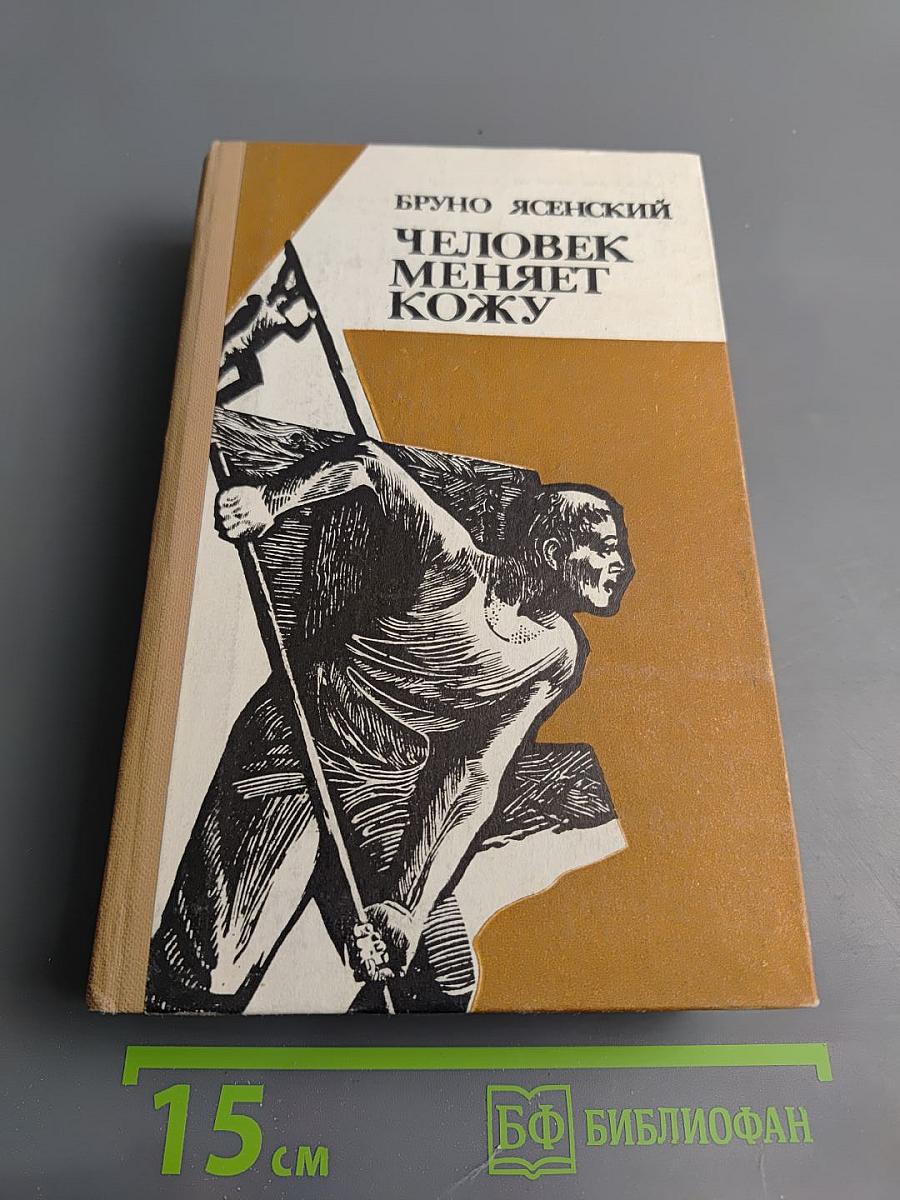 БРУНО ЯСЕНСКИЙ
ЧЕЛОВЕК
МЕНЯЕТ
КОЖУ
15 см
БФ БИБЛИОФАН